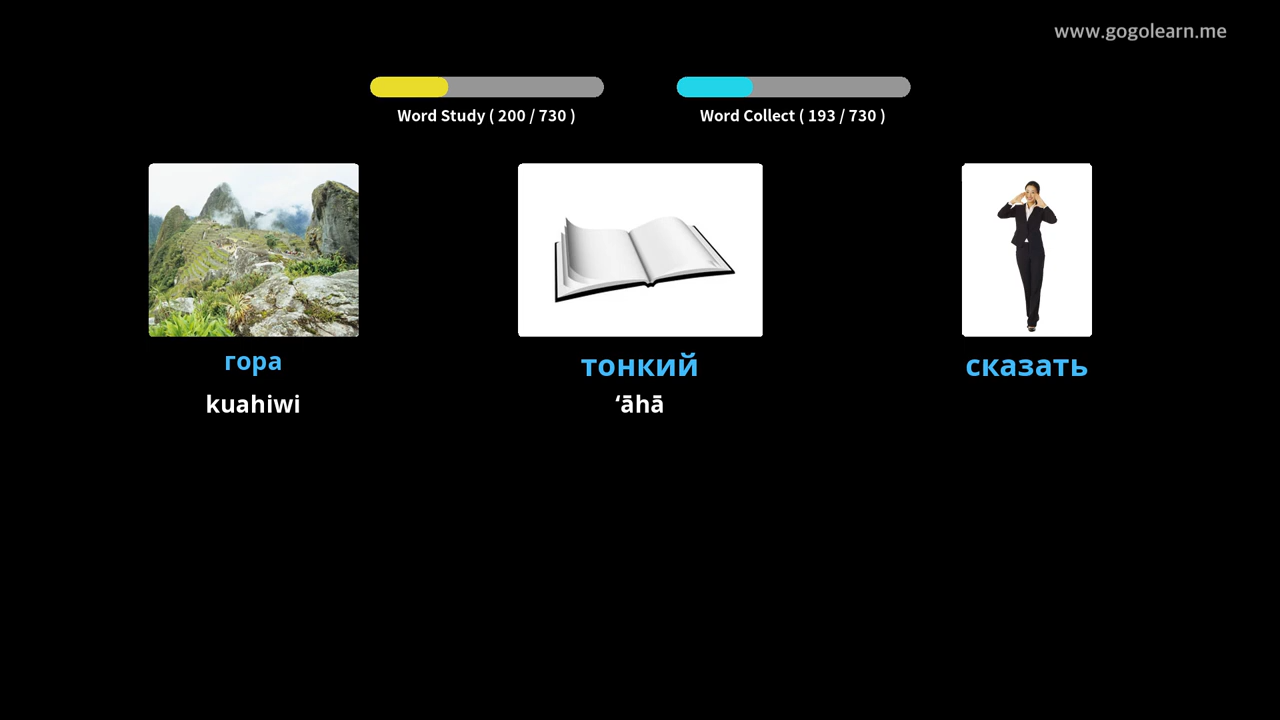 www.gogolearn.me
Word Study ( 200 / 730 )
Word Collect ( 193 / 730 )
гора
тонкий
сказать
kuahiwi
ʻāhā